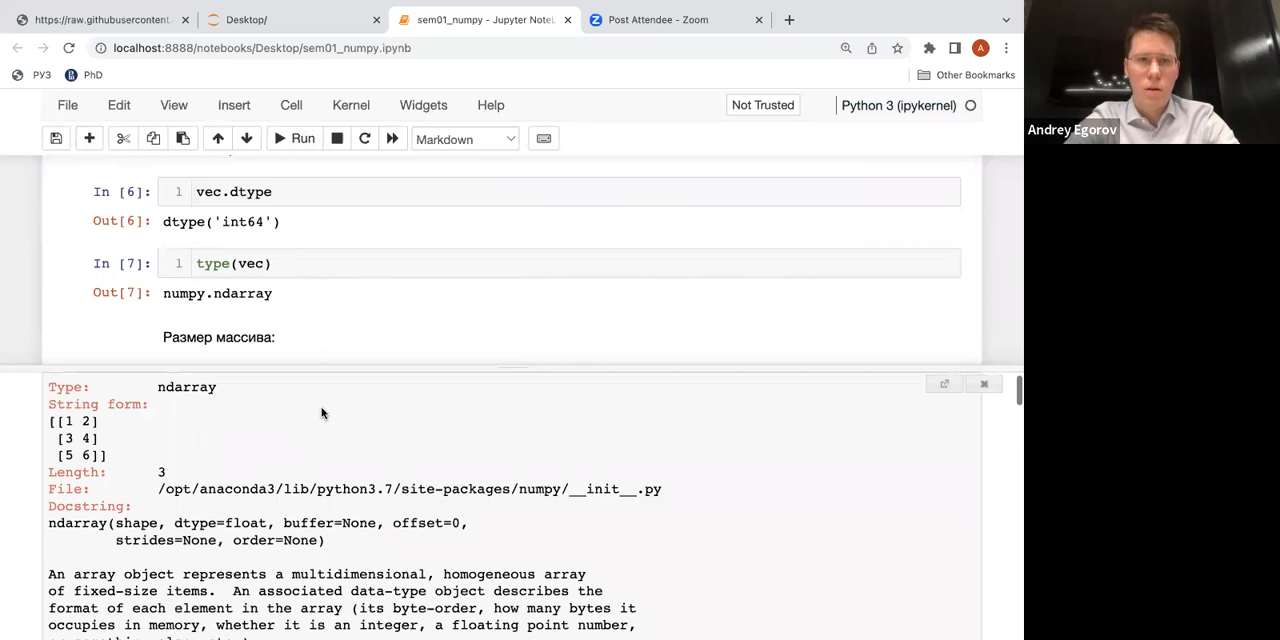 https://raw.githubusercontent.
Desktop/
sem01_numpy - Jupyter NoteL
Post Attendee - Zoom
localhost:8888/notebooks/Desktop/sem01_numpy.ipynb
A
РУЗ
PhD
Other Bookmarks
File Edit View Insert Cell Kernel Widgets Help
Not Trusted
Python 3 (ipykernel)
Run
Markdown
In [6]: 1 vec.dtype
Out[6]: dtype('int64')
In [7]: 1 type(vec)
Out[7]: numpy.ndarray
Размер массива:
Type: ndarray
String form:
[[1 2]
[3 4]
[5 6]]
Length: 3
File: /opt/anaconda3/lib/python3.7/site-packages/numpy/__init__.py
Docstring:
ndarray(shape, dtype=float, buffer=None, offset=0,
strides=None, order=None)
An array object represents a multidimensional, homogeneous array
of fixed-size items. An associated data-type object describes the
format of each element in the array (its byte-order, how many bytes it
occupies in memory, whether it is an integer, a floating point number,
Andrey Egorov